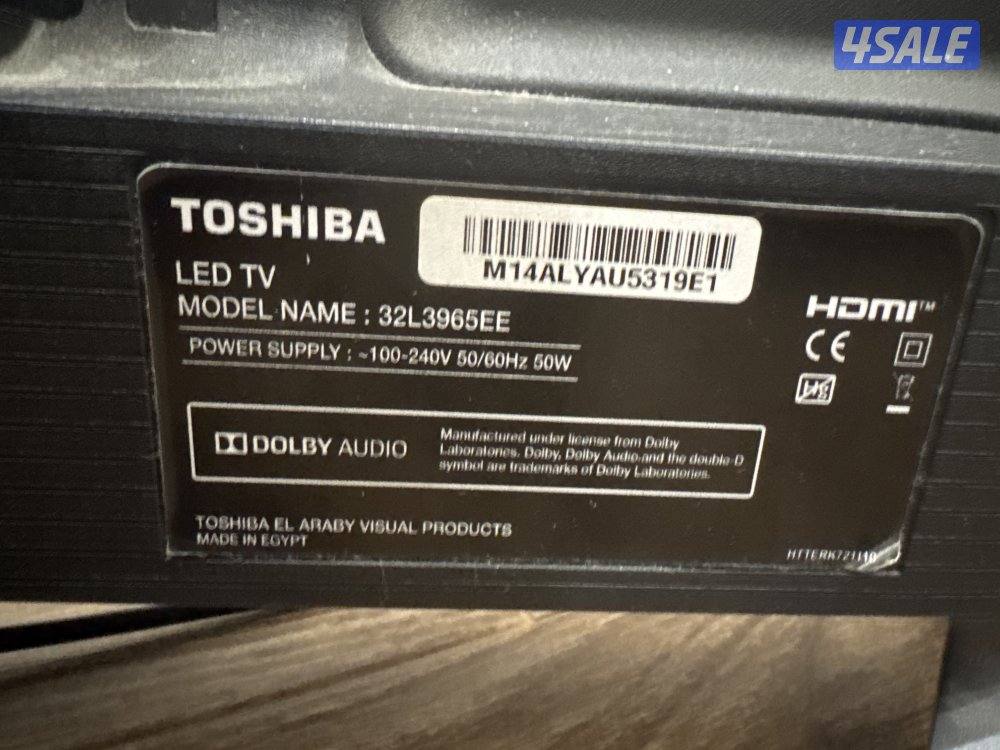 4SALE
TOSHIBA
M14ALYAU5319E1
LED TV
MODEL NAME : 32L3965EE
POWER SUPPLY : ~100-240V 50/60Hz 50W
HDMI™
CE
DOLBY AUDIO
Manufactured under license from Dolby
Laboratories. Dolby, Dolby Audio and the double-D
symbol are trademarks of Dolby Laboratories.
TOSHIBA EL ARABY VISUAL PRODUCTS
MADE IN EGYPT